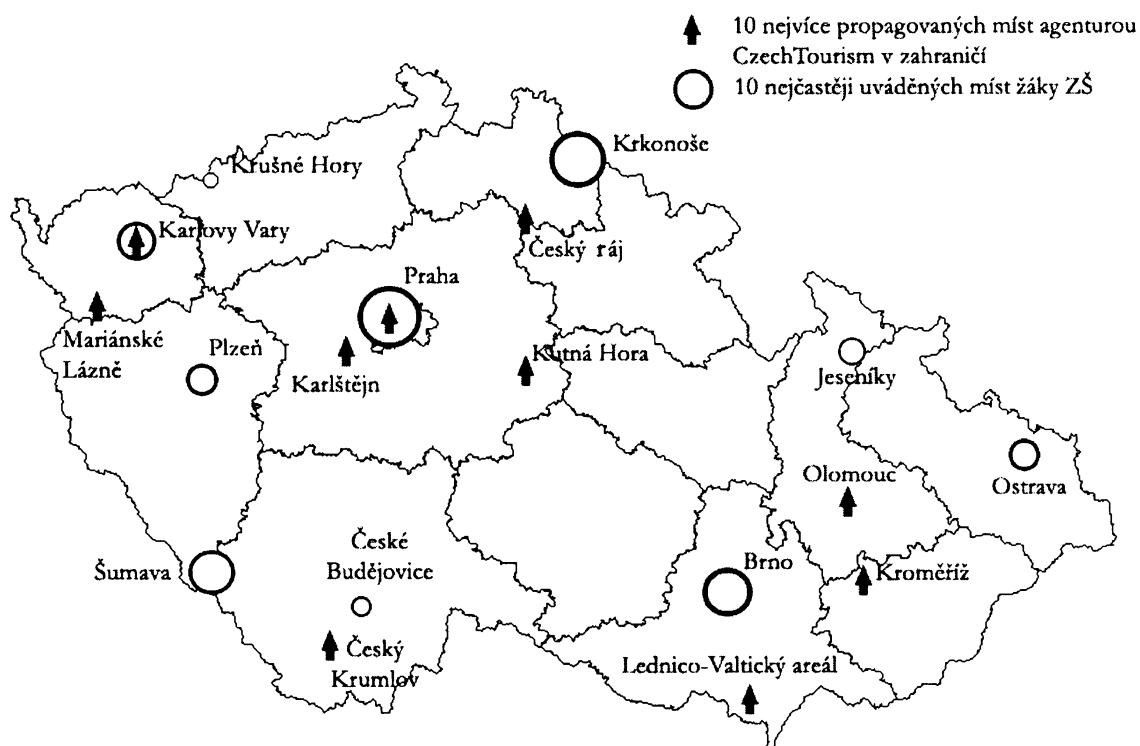 10 nejvíce propagovaných míst agenturou
CzechTourism v zahraničí
10 nejčastěji uváděných míst žáky ZŠ
Krkonoše
Krušné Hory
Karlovy Vary
Český ráj
Praha
Mariánské
Lázně
Plzeň
Karlštějn
Kutná Hora
Jeseníky
Olomouc
Ostrava
Šumava
České
Budějovice
Brno
Kroměříž
Český
Krumlov
Lednico-Valtický areál